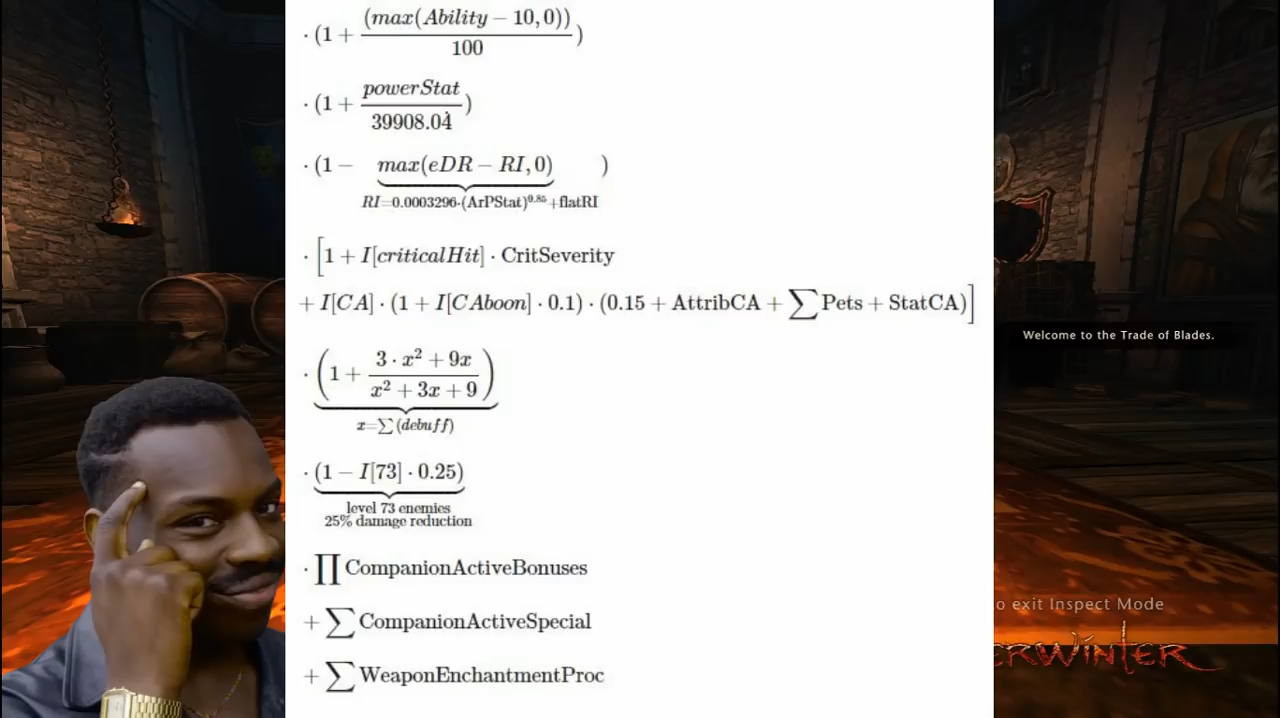 · (1 + (max(Ability − 10, 0)) / 100 )
· (1 + powerStat / 39908.04 )
· (1 − max(eDR − RI, 0) )
RI=0.0003296·(ArPStat)^0.85+flatRI
· [1 + I[criticalHit] · CritSeverity
+ I[CA] · (1 + I[CAboon] · 0.1) · (0.15 + AttribCA + ∑ Pets + StatCA)]
Welcome to the Trade of Blades.
· (1 + (3 · x² + 9x) / (x² + 3x + 9))
x=∑(debuff)
· (1 − I[73] · 0.25)
level 73 enemies
25% damage reduction
· ∏ CompanionActiveBonuses
o exit Inspect Mode
+ ∑ CompanionActiveSpecial
ERWINTER
+ ∑ WeaponEnchantmentProc